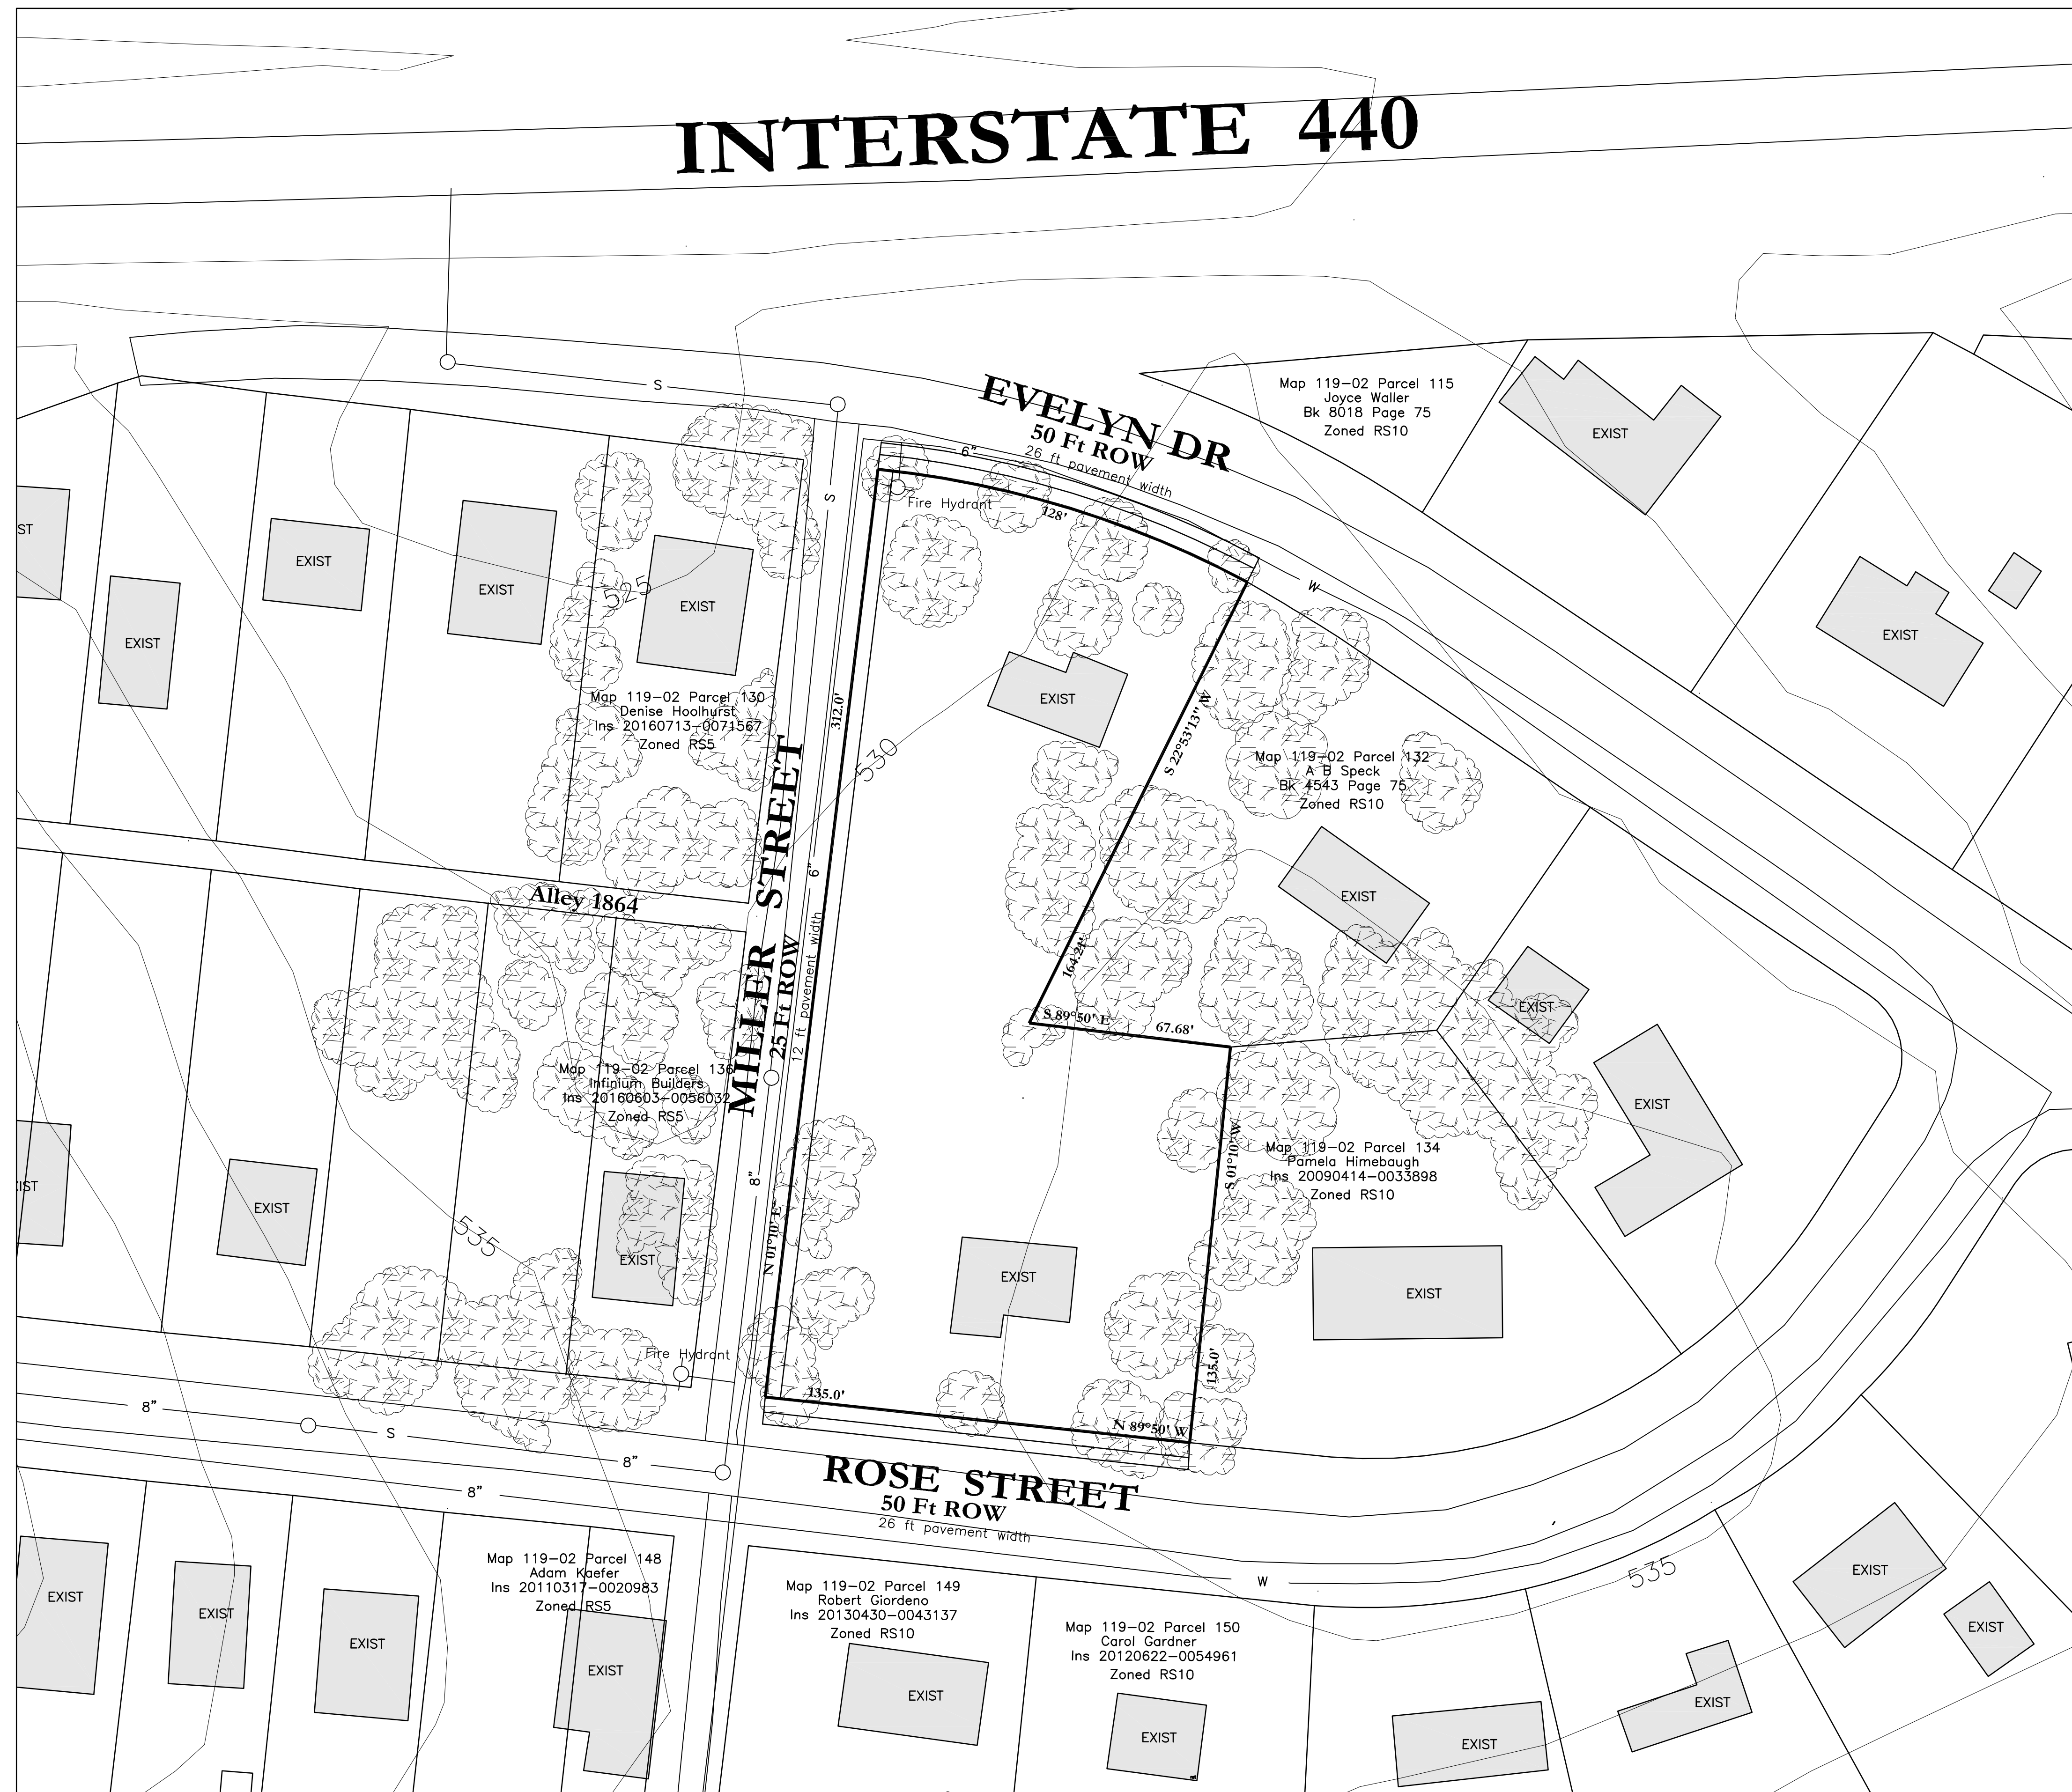 INTERSTATE 440
EVELYN DR
50 Ft ROW
26 ft pavement width
Map 119-02 Parcel 115
Joyce Waller
Bk 8018 Page 75
Zoned RS10
EXIST
S
6"
W
S
Fire Hydrant
128'
ST
EXIST
EXIST
EXIST
525
EXIST
EXIST
EXIST
Map 119-02 Parcel 130
Denise Hoolhurst
Ins 20160713-0071567
Zoned RS5
312.0'
530
EXIST
S 22°53'13" W
164.21'
Map 119-02 Parcel 132
A B Speck
Bk 4543 Page 75
Zoned RS10
EXIST
EXIST
Alley 1864
MILLER STREET
25 Ft ROW
12 ft pavement width
6"
S 89°50' E
67.68'
Map 119-02 Parcel 136
Infinium Builders
Ins 20160603-0056032
Zoned RS5
EXIST
8"
S 01°10' W
Map 119-02 Parcel 134
Pamela Himebaugh
Ins 20090414-0033898
Zoned RS10
IST
EXIST
535
EXIST
N 01°10' E
EXIST
EXIST
Fire Hydrant
135.0'
135.0'
N 89°50' W
8"
S
8"
8"
ROSE STREET
50 Ft ROW
26 ft pavement width
W
535
Map 119-02 Parcel 148
Adam Kaefer
Ins 20110317-0020983
Zoned RS5
Map 119-02 Parcel 149
Robert Giordeno
Ins 20130430-0043137
Zoned RS10
Map 119-02 Parcel 150
Carol Gardner
Ins 20120622-0054961
Zoned RS10
EXIST
EXIST
EXIST
EXIST
EXIST
EXIST
EXIST
EXIST
EXIST
EXIST